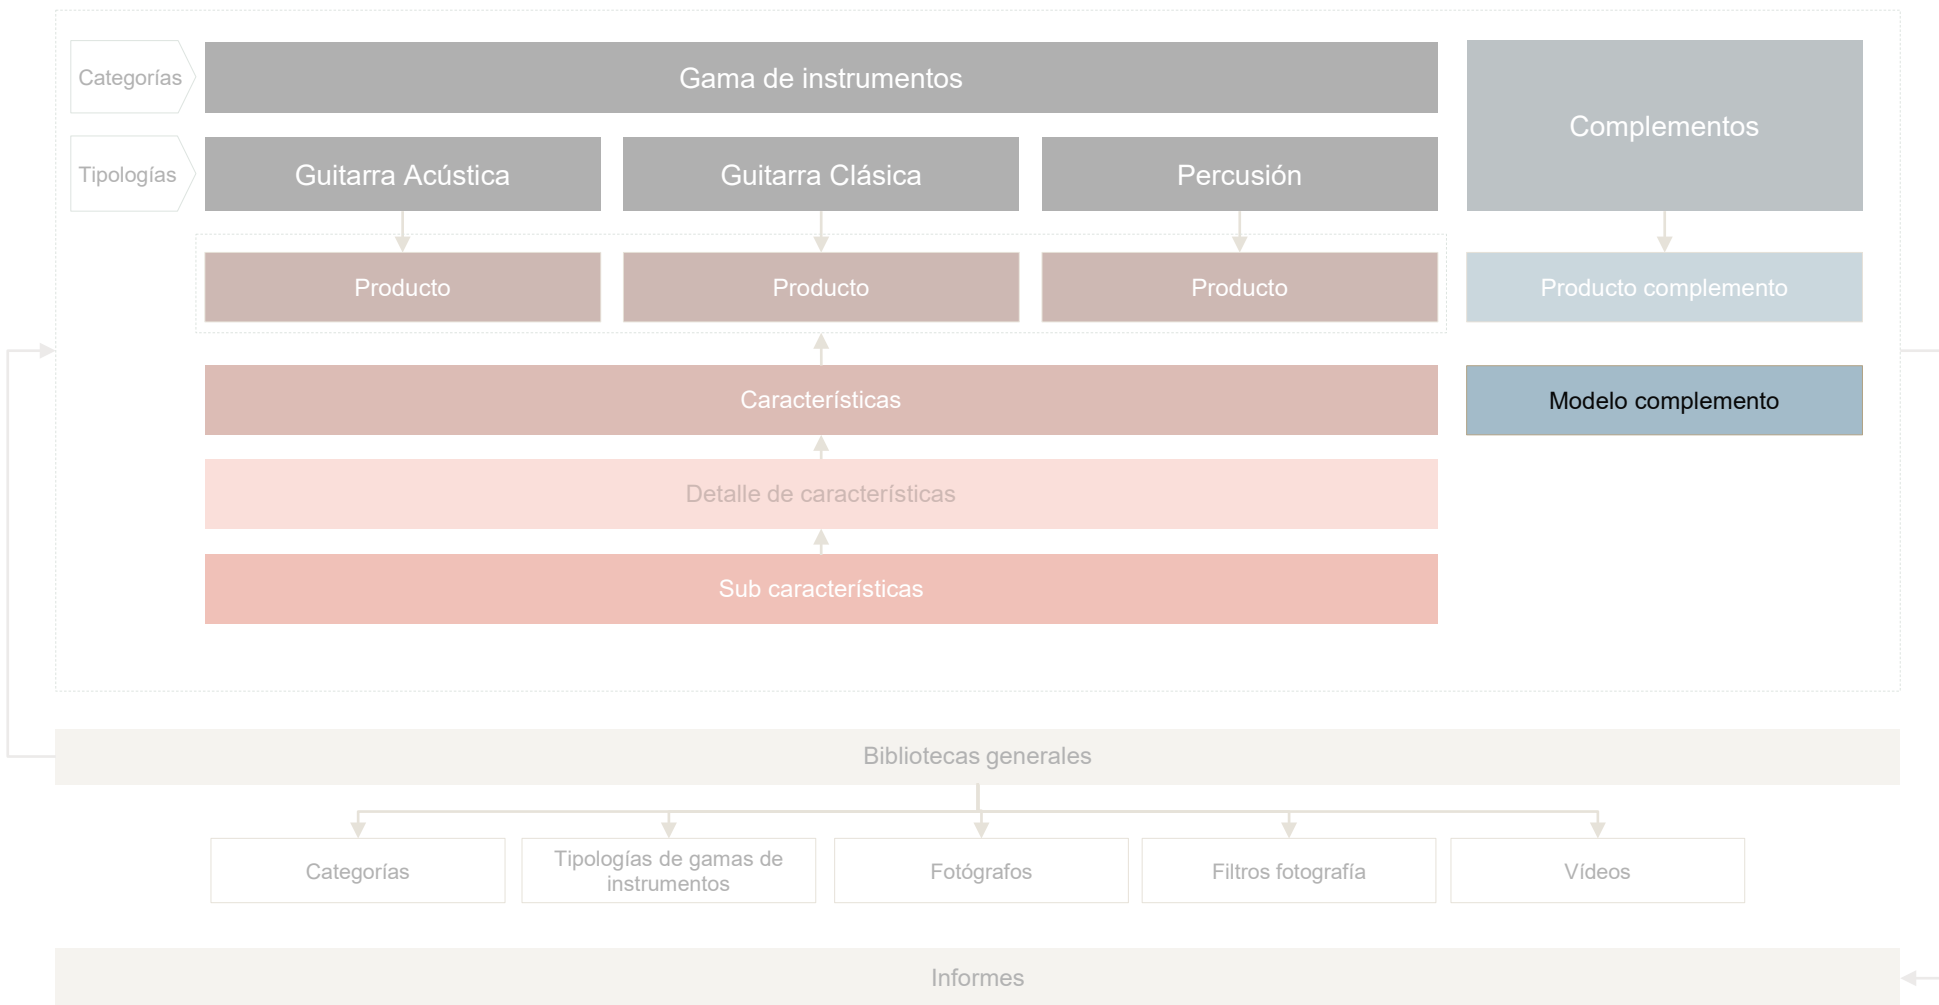 Categorías
Gama de instrumentos
Complementos
Tipologías
Guitarra Acústica
Guitarra Clásica
Percusión
Producto
Producto
Producto
Producto complemento
Características
Modelo complemento
Detalle de características
Sub características
Bibliotecas generales
Categorías
Tipologías de gamas de
instrumentos
Fotógrafos
Filtros fotografía
Vídeos
Informes